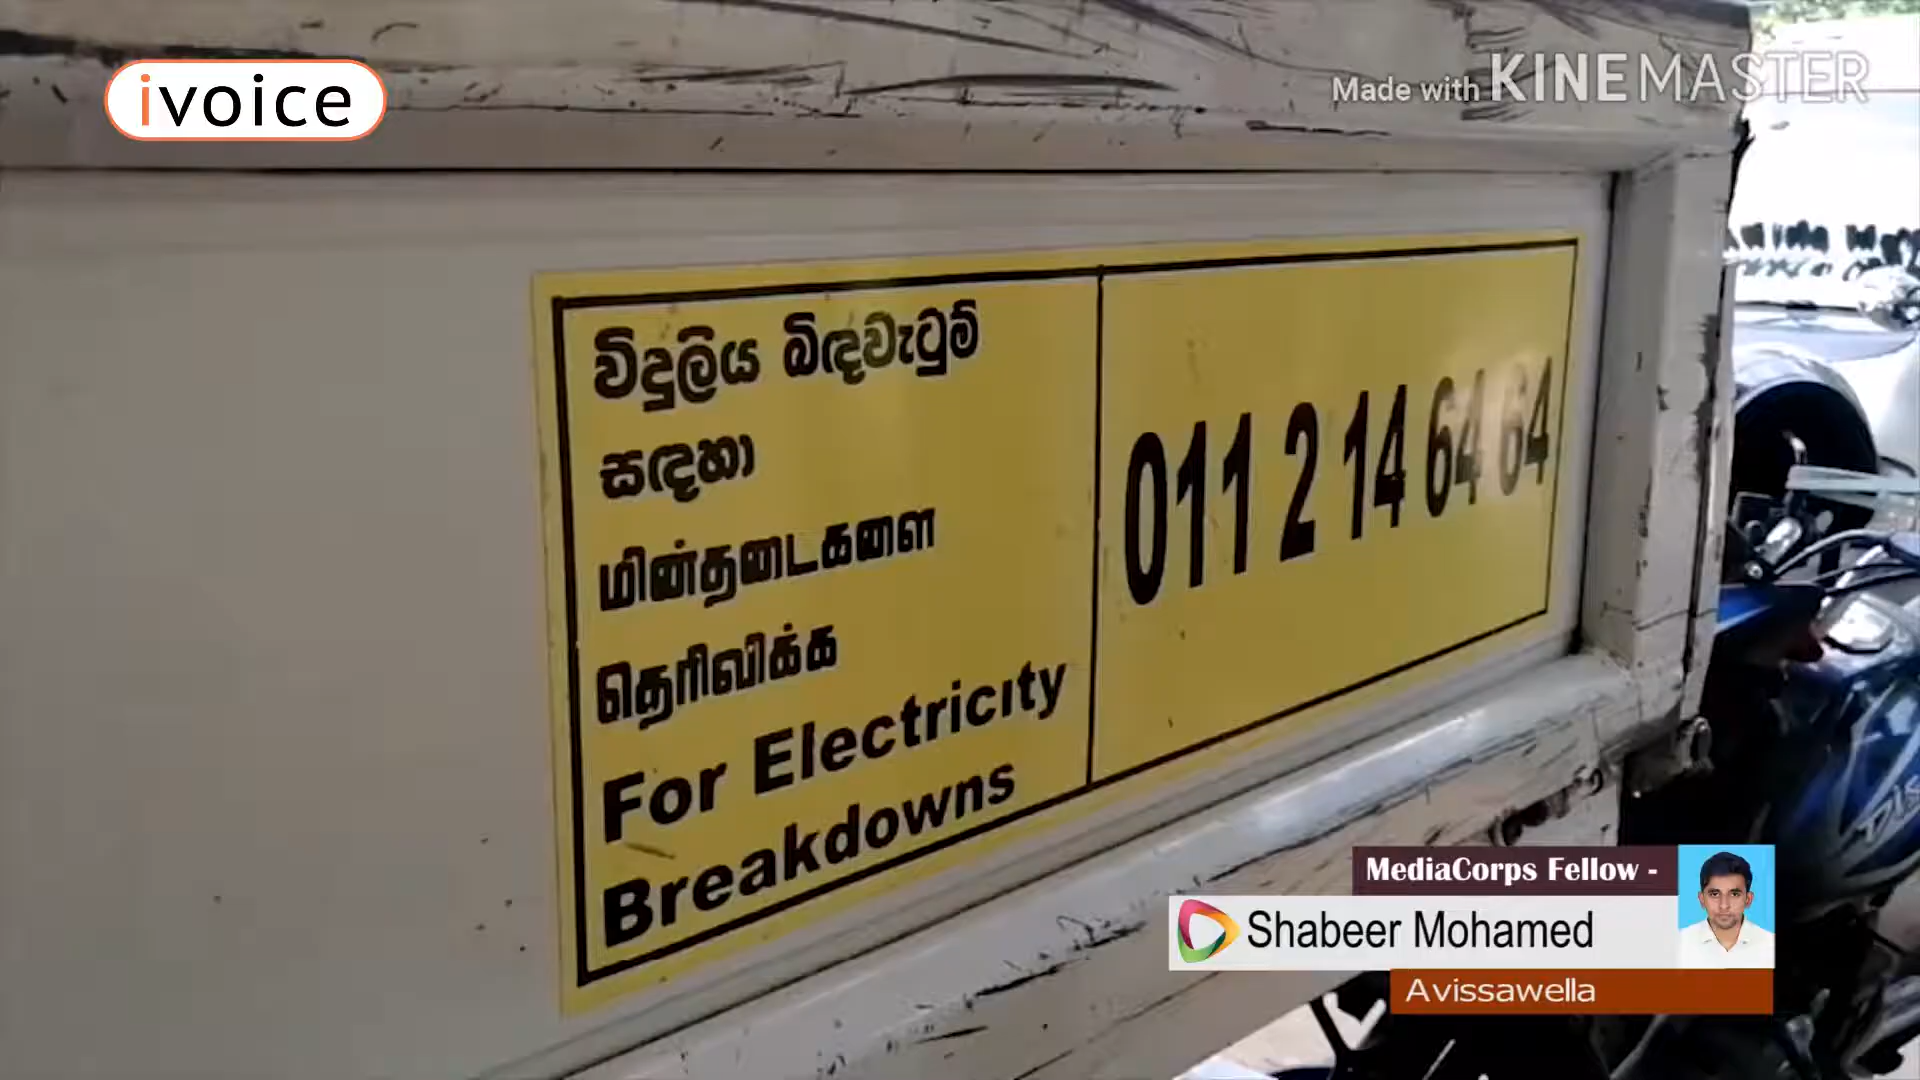 ivoice
Made with KINEMASTER
විදුලිය බිඳවැටුම්
සඳහා
மின்தடைகளை
தெரிவிக்க
For Electricity
Breakdowns
011 2 14 64 64
MediaCorps Fellow -
Shabeer Mohamed
Avissawella